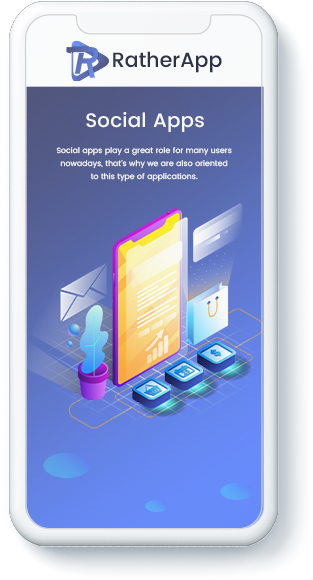 RatherApp
Social Apps
Social apps play a great role for many users
nowadays, that's why we are also oriented
to this type of applications.